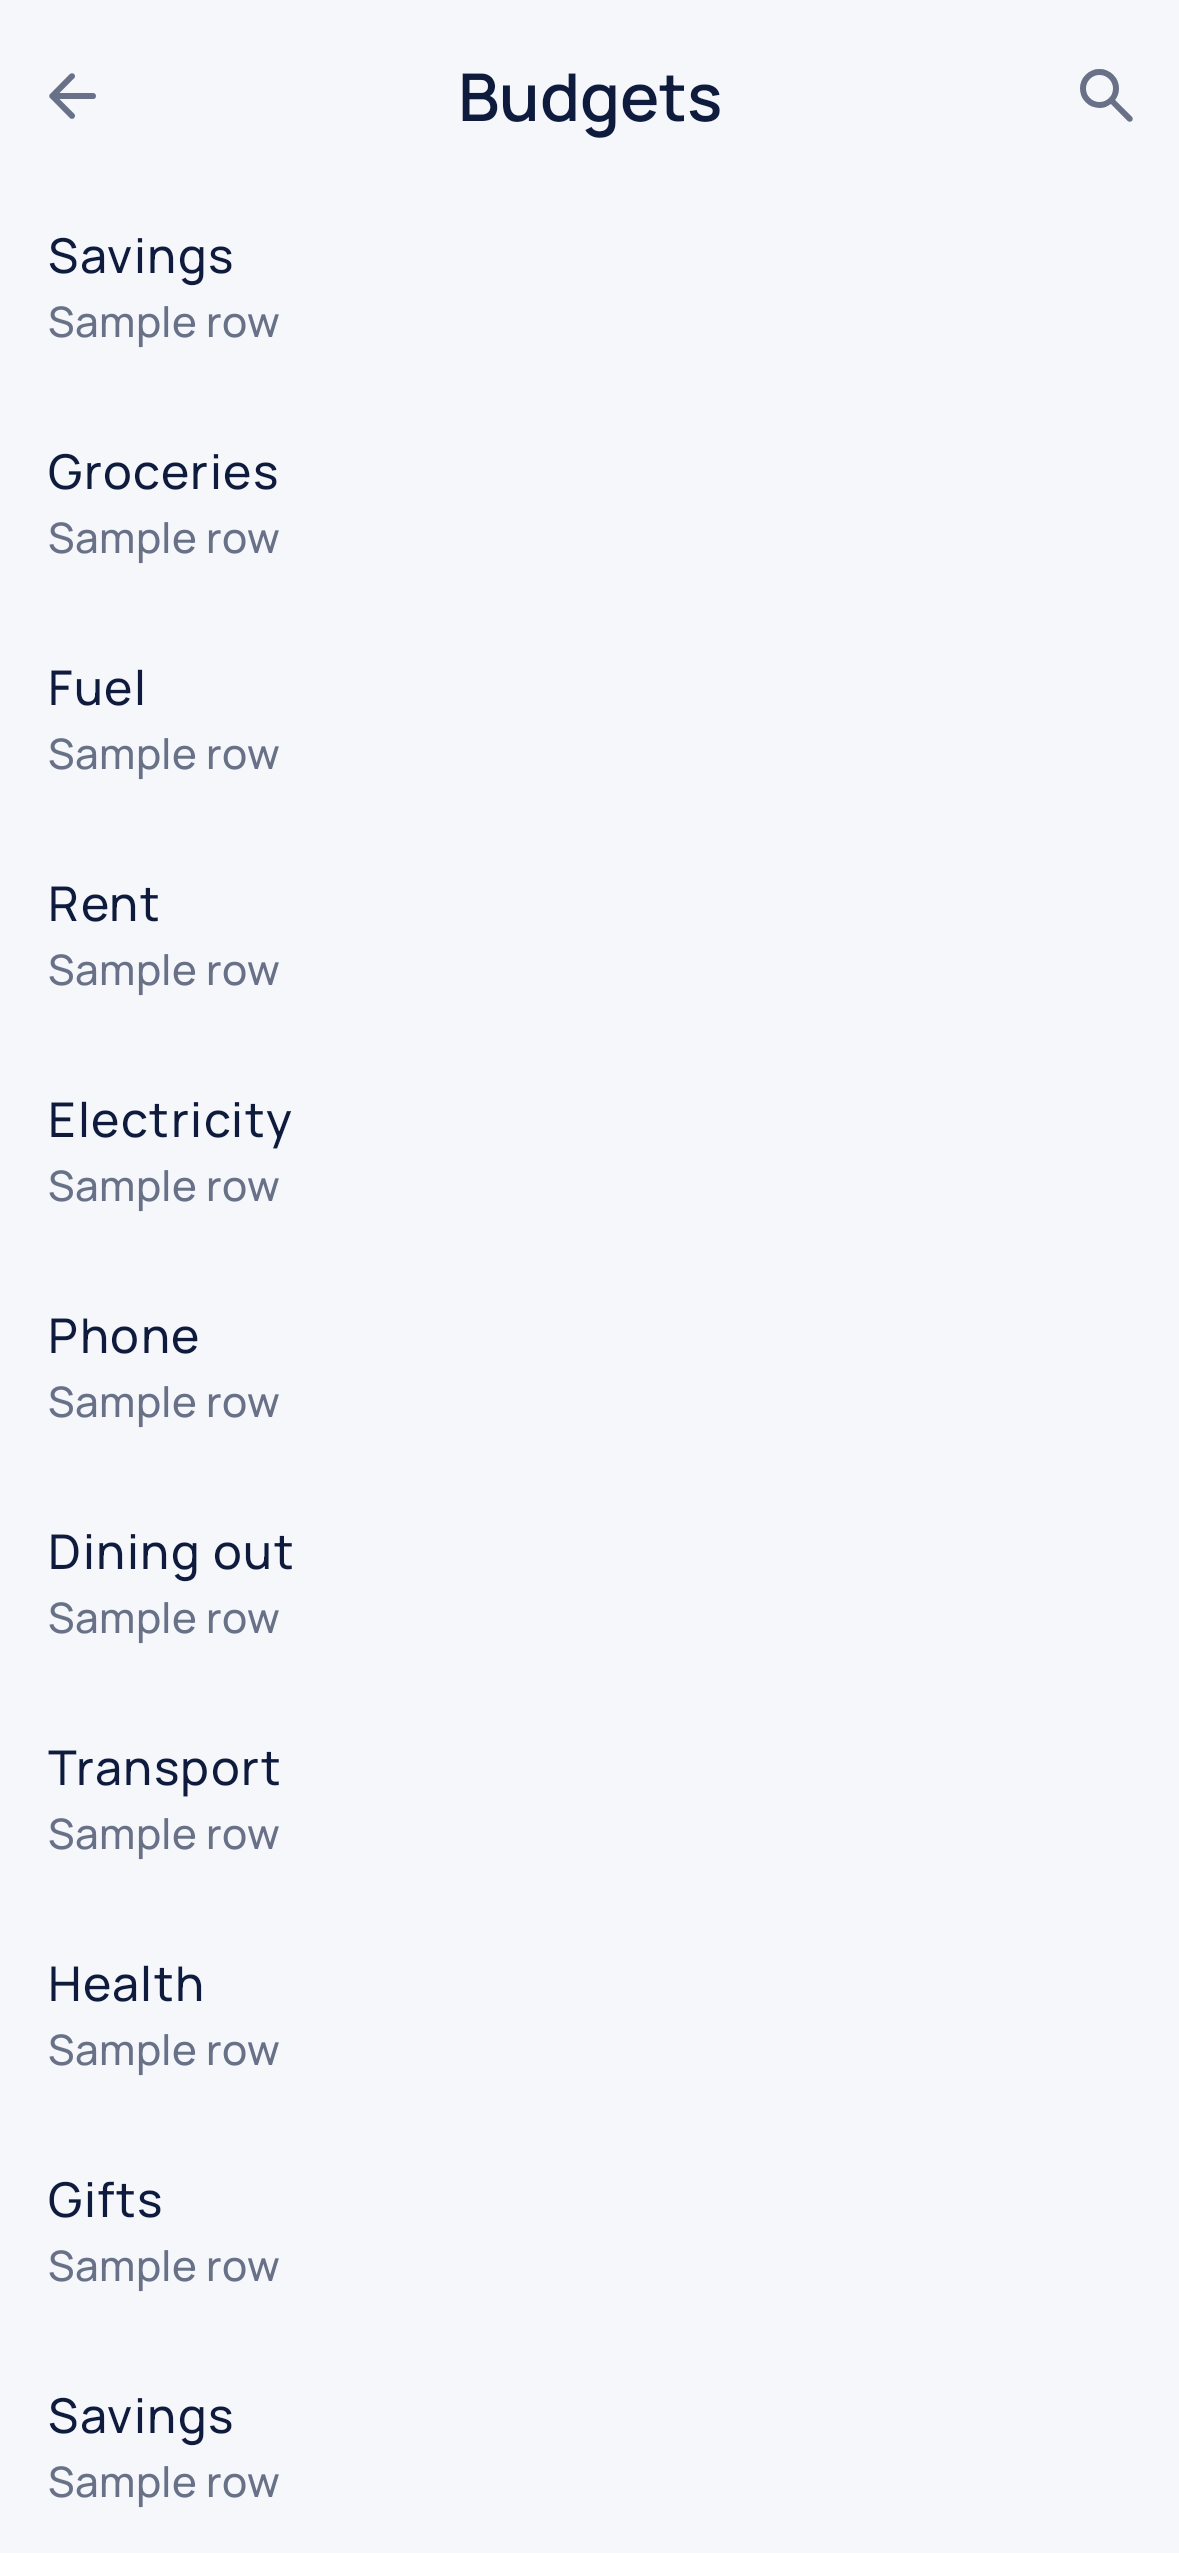 Budgets
Savings
Sample row
Groceries
Sample row
Fuel
Sample row
Rent
Sample row
Electricity
Sample row
Phone
Sample row
Dining out
Sample row
Transport
Sample row
Health
Sample row
Gifts
Sample row
Savings
Sample row